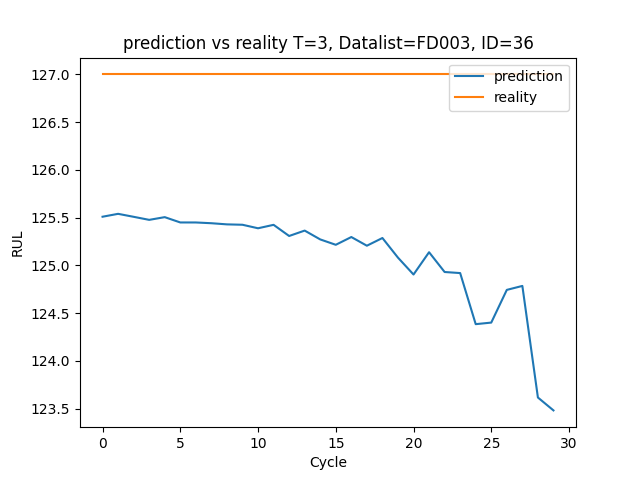 prediction vs reality T=3, Datalist=FD003, ID=36
127.0
126.5
126.0
125.5
125.0
124.5
124.0
123.5
RUL
prediction
reality
0 5 10 15 20 25 30
Cycle